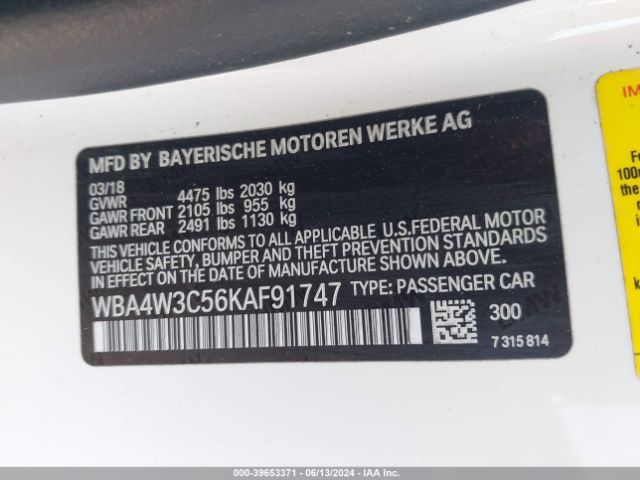 MFD BY BAYERISCHE MOTOREN WERKE AG
03/18
GVWR 4475 lbs 2030 kg
GAWR FRONT 2105 lbs 955 kg
GAWR REAR 2491 lbs 1130 kg
THIS VEHICLE CONFORMS TO ALL APPLICABLE U.S.FEDERAL MOTOR
VEHICLE SAFETY, BUMPER AND THEFT PREVENTION STANDARDS
IN EFFECT ON THE DATE OF MANUFACTURE SHOWN ABOVE.
WBA4W3C56KAF91747 TYPE: PASSENGER CAR
300
7 315 814
IM
Fo
100m
000-39653371 - 06/13/2024 - IAA Inc.